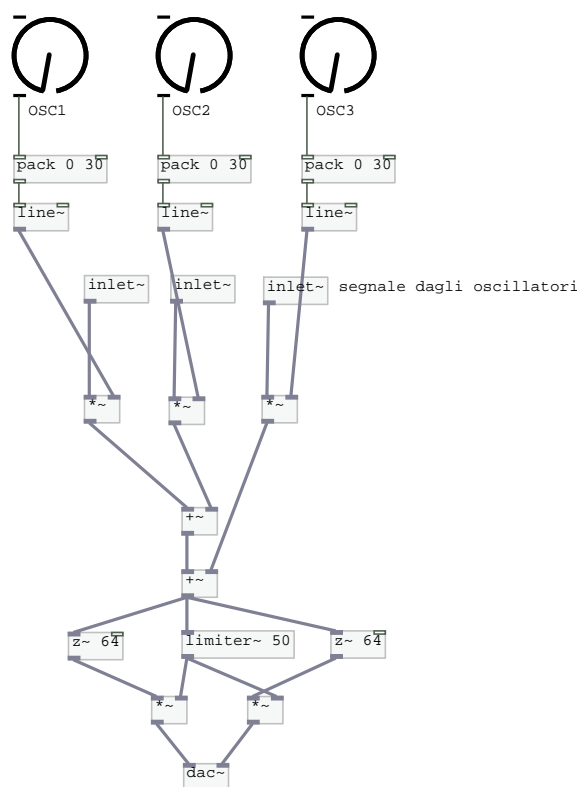 OSC1 OSC2 OSC3
pack 0 30 pack 0 30 pack 0 30
line~ line~ line~
inlet~ inlet~ inlet~ segnale dagli oscillatori
*~ *~ *~
+~
+~
z~ 64 limiter~ 50 z~ 64
*~ *~
dac~